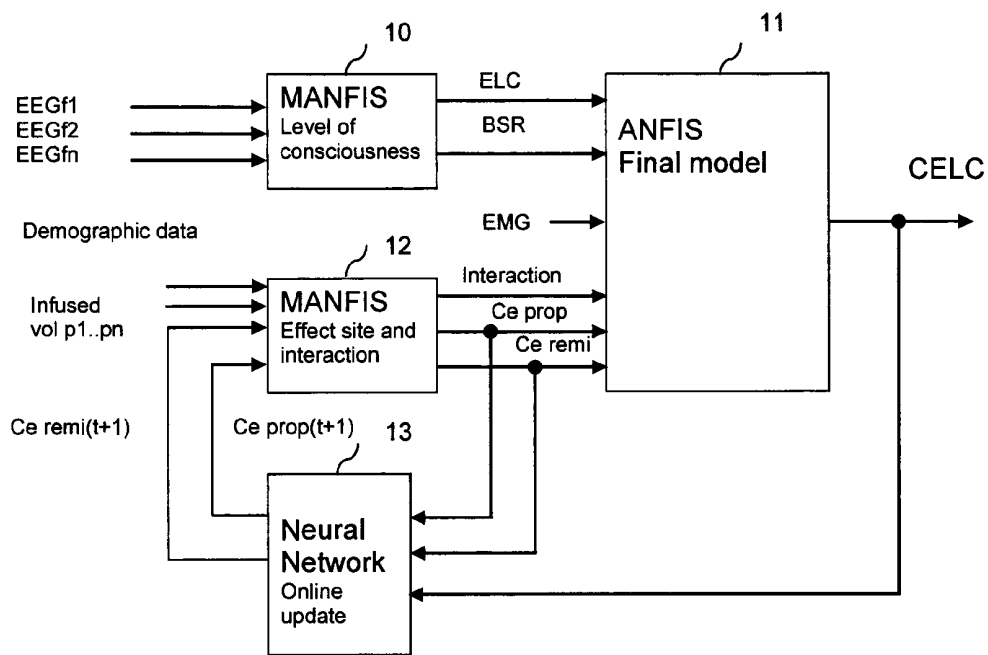 10
11
MANFIS
Level of
consciousness
EEGf1
EEGf2
EEGfn
ELC
BSR
ANFIS
Final model
CELC
EMG
Demographic data
12
Infused
vol p1..pn
MANFIS
Effect site and
interaction
Interaction
Ce prop
Ce remi
Ce remi(t+1)
Ce prop(t+1)
13
Neural
Network
Online
update